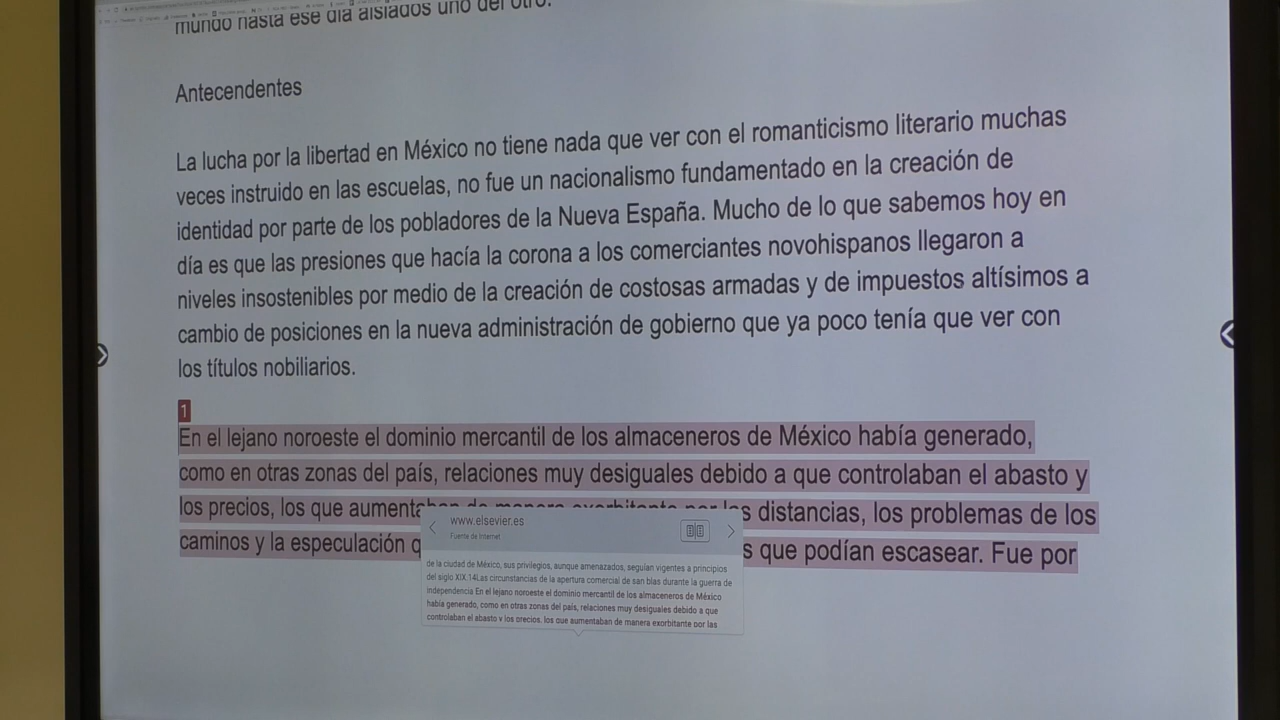 mundo hasta ese día aislados uno del otro.
Antecendentes
La lucha por la libertad en México no tiene nada que ver con el romanticismo literario muchas
veces instruido en las escuelas, no fue un nacionalismo fundamentado en la creación de
identidad por parte de los pobladores de la Nueva España. Mucho de lo que sabemos hoy en
día es que las presiones que hacía la corona a los comerciantes novohispanos llegaron a
niveles insostenibles por medio de la creación de costosas armadas y de impuestos altísimos a
cambio de posiciones en la nueva administración de gobierno que ya poco tenía que ver con
los títulos nobiliarios.
1
En el lejano noroeste el dominio mercantil de los almaceneros de México había generado,
como en otras zonas del país, relaciones muy desiguales debido a que controlaban el abasto y
los precios, los que aumentaban de manera exorbitante por las distancias, los problemas de los
caminos y la especulación q
s que podían escasear. Fue por
www.elsevier.es
Fuente de Internet
de la ciudad de México, sus privilegios, aunque amenazados, seguían vigentes a principios
del siglo XIX.14Las circunstancias de la apertura comercial de san blas durante la guerra de
independencia En el lejano noroeste el dominio mercantil de los almaceneros de México
había generado, como en otras zonas del país, relaciones muy desiguales debido a que
controlaban el abasto y los precios, los que aumentaban de manera exorbitante por las